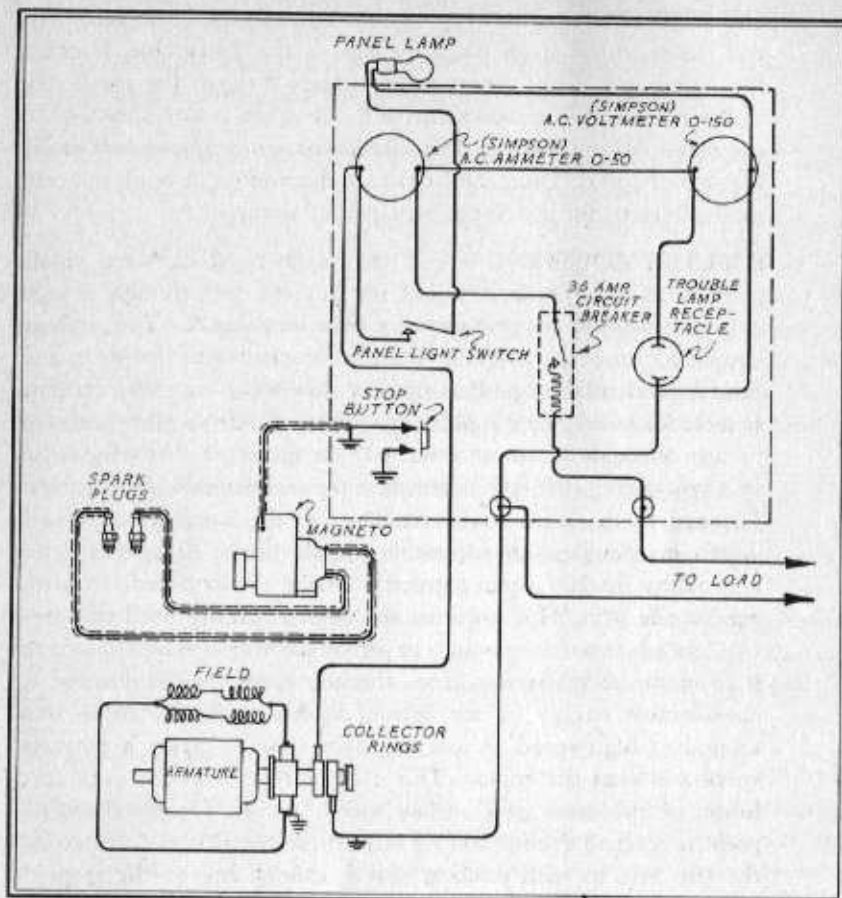 PANEL LAMP
(SIMPSON)
A.C. VOLTMETER 0-150
(SIMPSON)
A.C. AMMETER 0-50
35 AMP.
CIRCUIT
BREAKER
TROUBLE
LAMP
RECEP-
TACLE
PANEL LIGHT SWITCH
STOP
BUTTON
SPARK
PLUGS
MAGNETO
TO LOAD
FIELD
COLLECTOR
RINGS
ARMATURE